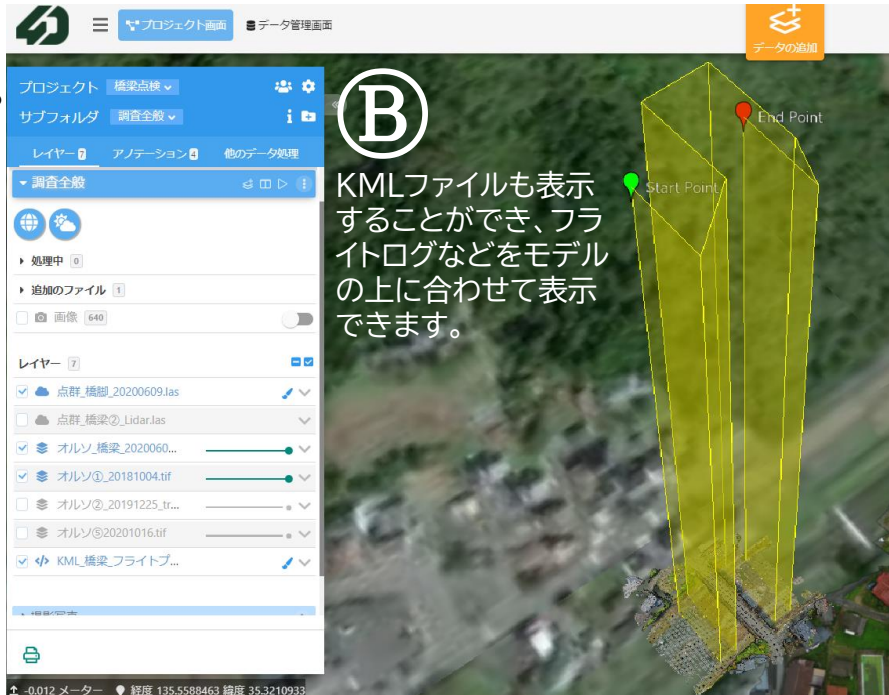 プロジェクト画面 データ管理画面
データの追加
プロジェクト 橋梁点検
サブフォルダ 調査全般
レイヤー 7 アノテーション 4 他のデータ処理
調査全般
処理中 0
追加のファイル 1
画像 640
レイヤー 7
点群_橋脚_20200609.las
点群_橋梁②_Lidar.las
オルソ_橋梁_2020060...
オルソ①_20181004.tif
オルソ②_20191225_tr...
オルソ⑤20201016.tif
KML_橋梁_フライトプ...
撮影写真
-0.012 メーター 経度 135.5588463 緯度 35.3210933
B
KMLファイルも表示
することができ、フラ
イトログなどをモデル
の上に合わせて表示
できます。
Start Point
End Point